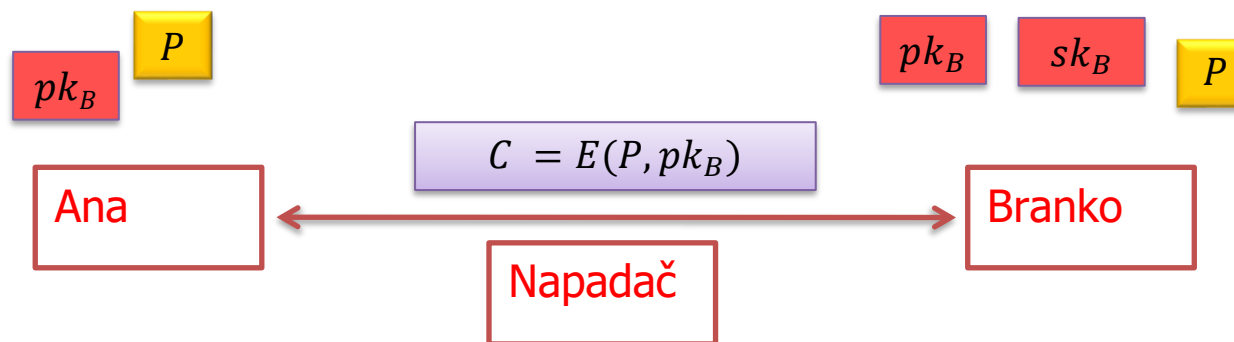 P
pk_B
pk_B
sk_B
P
C = E(P, pk_B)
Ana
Branko
Napadač